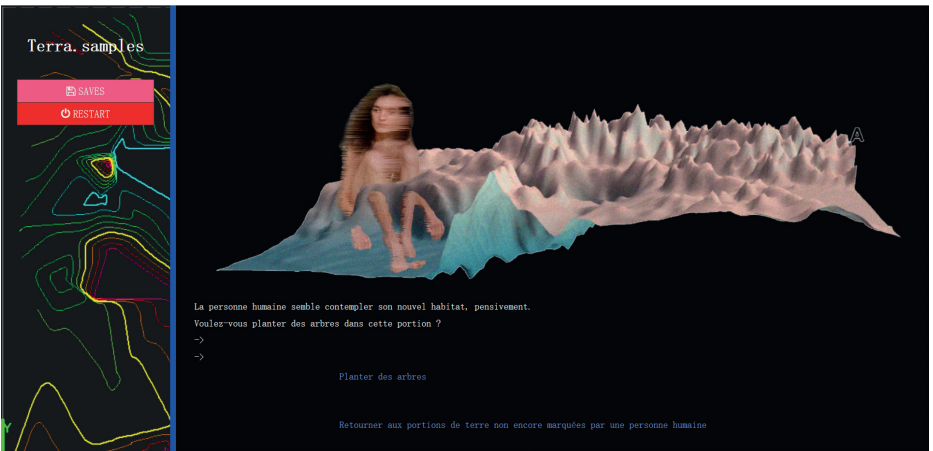 Terra.samples
SAVES
RESTART
A
La personne humaine semble contempler son nouvel habitat, pensivement.
Voulez-vous planter des arbres dans cette portion ?
->
->
Planter des arbres
Retourner aux portions de terre non encore marquées par une personne humaine
Y